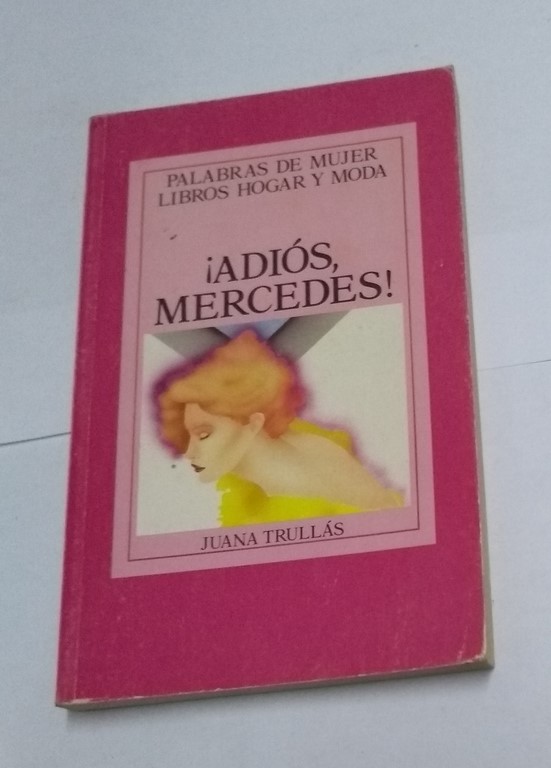 PALABRAS DE MUJER
LIBROS HOGAR Y MODA
¡ADIÓS,
MERCEDES!
JUANA TRULLÁS